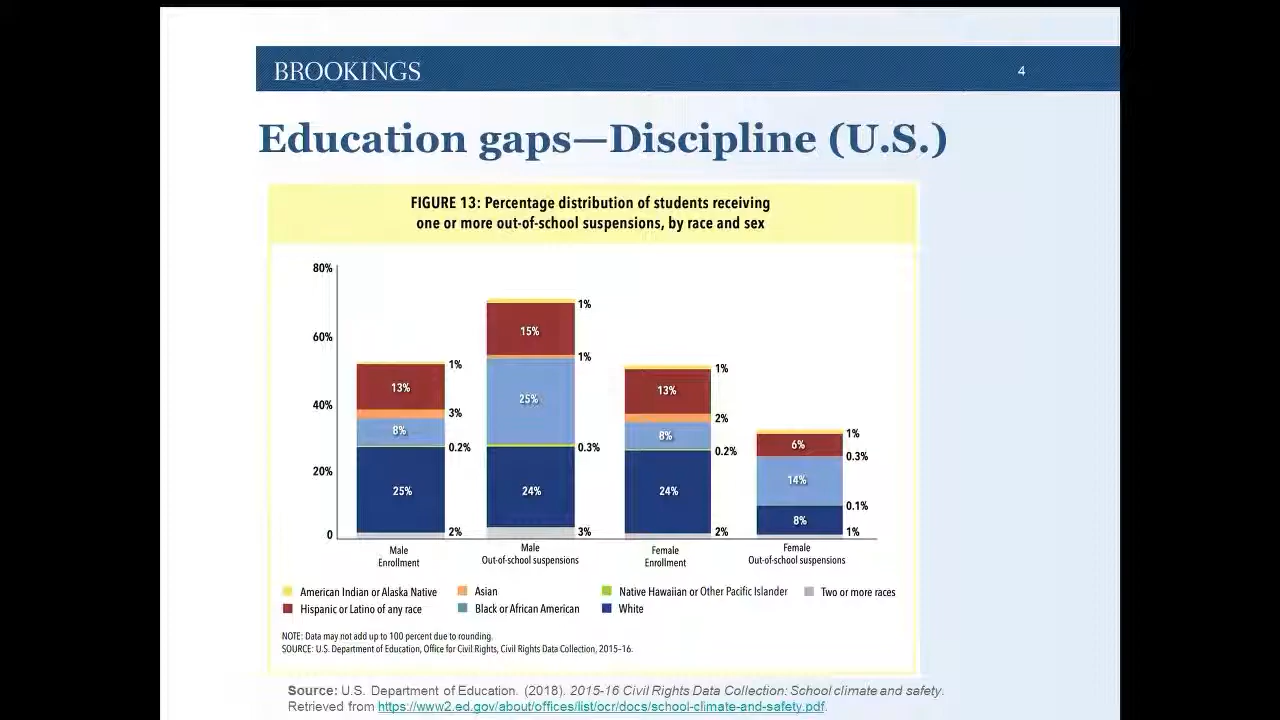 BROOKINGS
4
Education gaps—Discipline (U.S.)
FIGURE 13: Percentage distribution of students receiving
one or more out-of-school suspensions, by race and sex
80%
60%
40%
20%
0
1%
13%
3%
8%
0.2%
25%
2%
1%
15%
1%
25%
0.3%
24%
3%
1%
13%
2%
8%
0.2%
24%
2%
1%
6%
0.3%
14%
0.1%
8%
1%
Male
Enrollment
Male
Out-of-school suspensions
Female
Enrollment
Female
Out-of-school suspensions
American Indian or Alaska Native
Asian
Native Hawaiian or Other Pacific Islander
Two or more races
Hispanic or Latino of any race
Black or African American
White
NOTE: Data may not add up to 100 percent due to rounding.
SOURCE: U.S. Department of Education, Office for Civil Rights, Civil Rights Data Collection, 2015–16.
Source: U.S. Department of Education. (2018). 2015-16 Civil Rights Data Collection: School climate and safety.
Retrieved from https://www2.ed.gov/about/offices/list/ocr/docs/school-climate-and-safety.pdf.